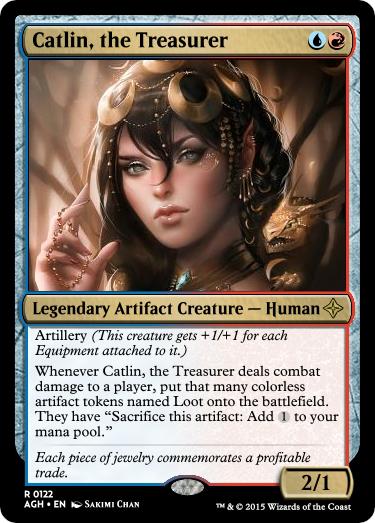 Catlin, the Treasurer
Legendary Artifact Creature — Human
Artillery (This creature gets +1/+1 for each
Equipment attached to it.)
Whenever Catlin, the Treasurer deals combat
damage to a player, put that many colorless
artifact tokens named Loot onto the battlefield.
They have “Sacrifice this artifact: Add 1 to your
mana pool.”
Each piece of jewelry commemorates a profitable
trade.
2/1
R 0122
AGH • EN Sakimi Chan
™ & © 2015 Wizards of the Coast